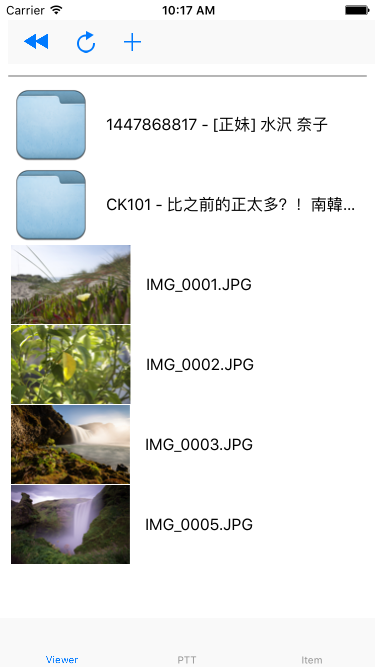 Carrier 10:17 AM
1447868817 - [正妹] 水沢 奈子
CK101 - 比之前的正太多？！南韓...
IMG_0001.JPG
IMG_0002.JPG
IMG_0003.JPG
IMG_0005.JPG
Viewer PTT Item